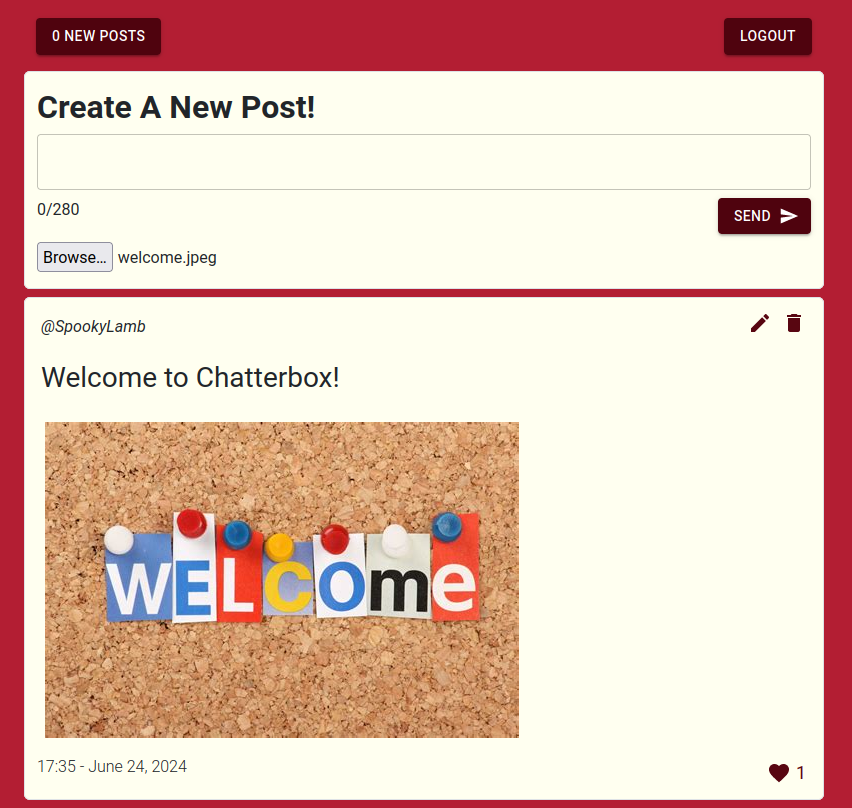 0 NEW POSTS
LOGOUT
Create A New Post!
0/280
SEND
Browse... welcome.jpeg
@SpookyLamb
Welcome to Chatterbox!
WELCOme
17:35 - June 24, 2024
1